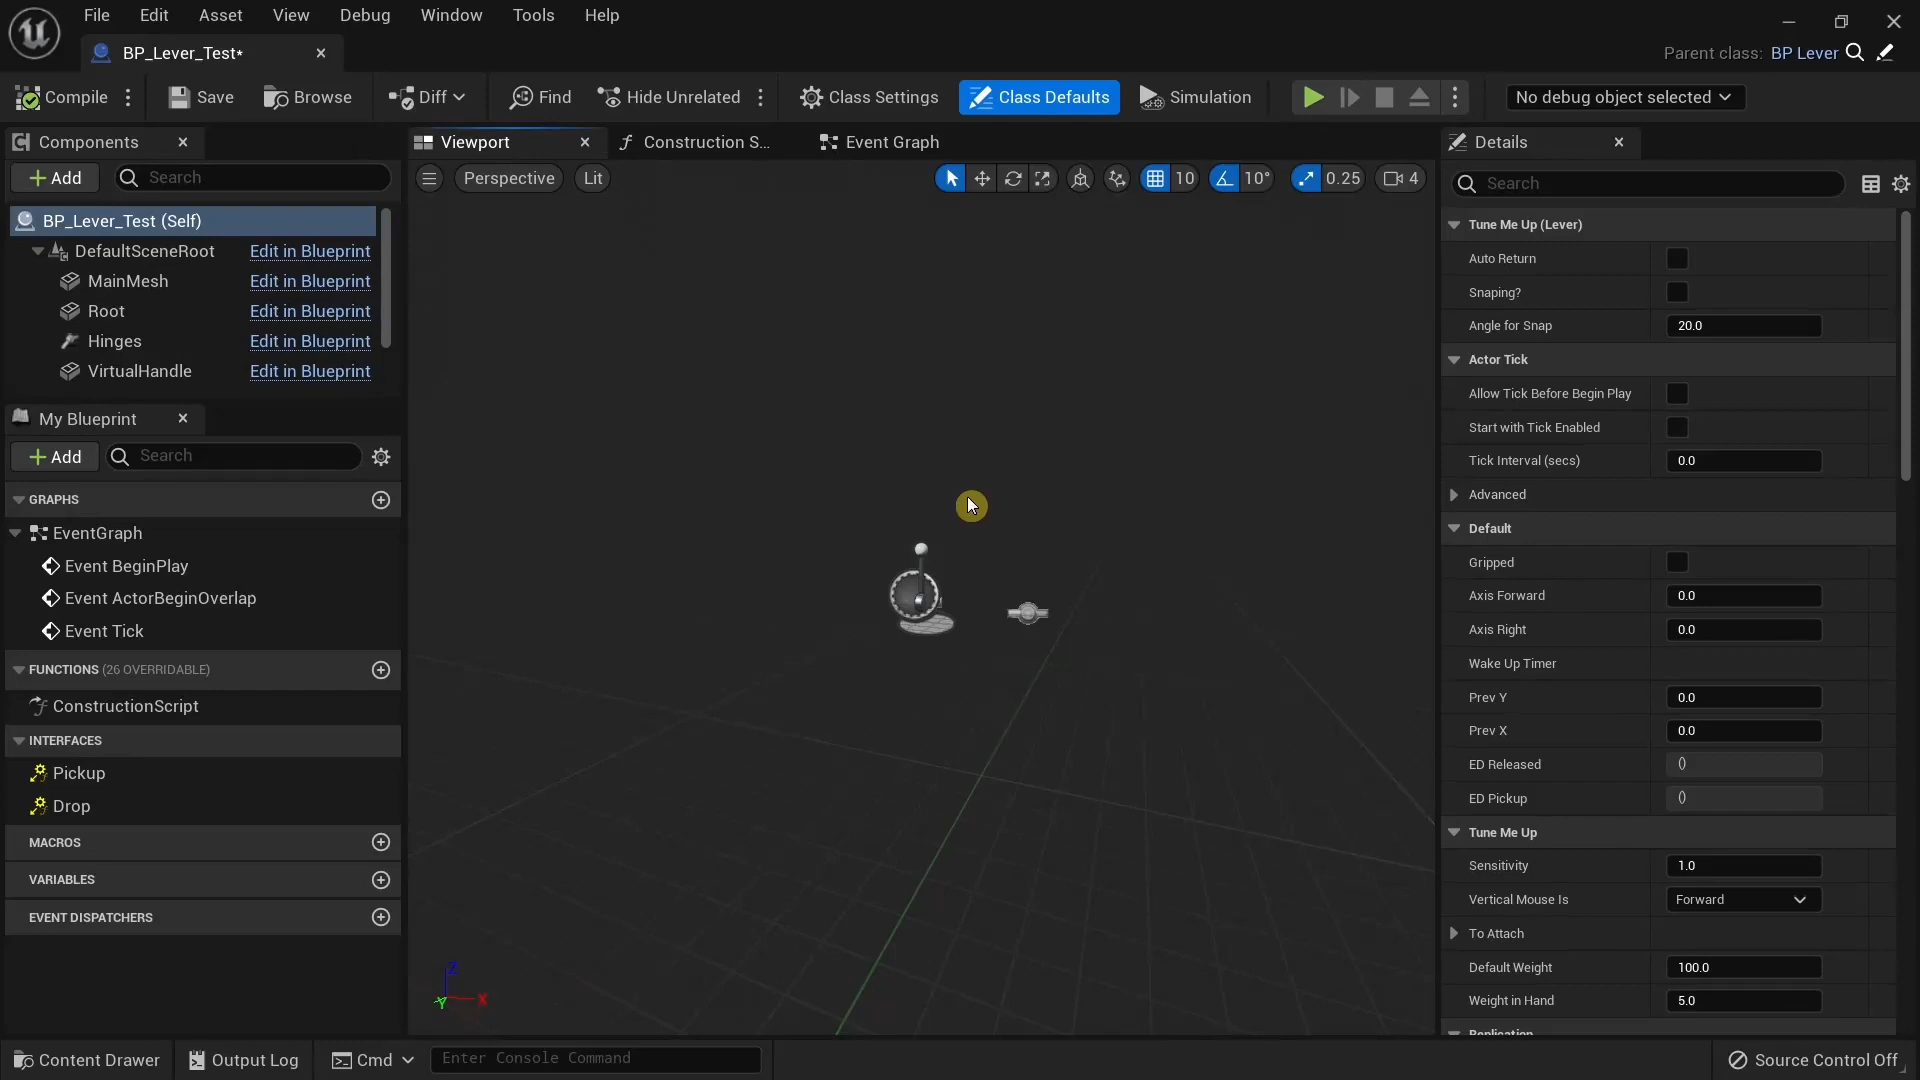 File Edit Asset View Debug Window Tools Help
BP_Lever_Test*
Parent class: BP Lever
Compile Save Browse Diff Find Hide Unrelated Class Settings Class Defaults Simulation No debug object selected
Components
Add Search
BP_Lever_Test (Self)
DefaultSceneRoot Edit in Blueprint
MainMesh Edit in Blueprint
Root Edit in Blueprint
Hinges Edit in Blueprint
VirtualHandle Edit in Blueprint
My Blueprint
Add Search
GRAPHS
EventGraph
Event BeginPlay
Event ActorBeginOverlap
Event Tick
FUNCTIONS (26 OVERRIDABLE)
ConstructionScript
INTERFACES
Pickup
Drop
MACROS
VARIABLES
EVENT DISPATCHERS
Viewport Construction S... Event Graph
Perspective Lit 10 10° 0.25 4
Z
Y X
Details
Search
Tune Me Up (Lever)
Auto Return
Snaping?
Angle for Snap 20.0
Actor Tick
Allow Tick Before Begin Play
Start with Tick Enabled
Tick Interval (secs) 0.0
Advanced
Default
Gripped
Axis Forward 0.0
Axis Right 0.0
Wake Up Timer
Prev Y 0.0
Prev X 0.0
ED Released ()
ED Pickup ()
Tune Me Up
Sensitivity 1.0
Vertical Mouse Is Forward
To Attach
Default Weight 100.0
Weight in Hand 5.0
Replication
Content Drawer Output Log Cmd Enter Console Command Source Control Off